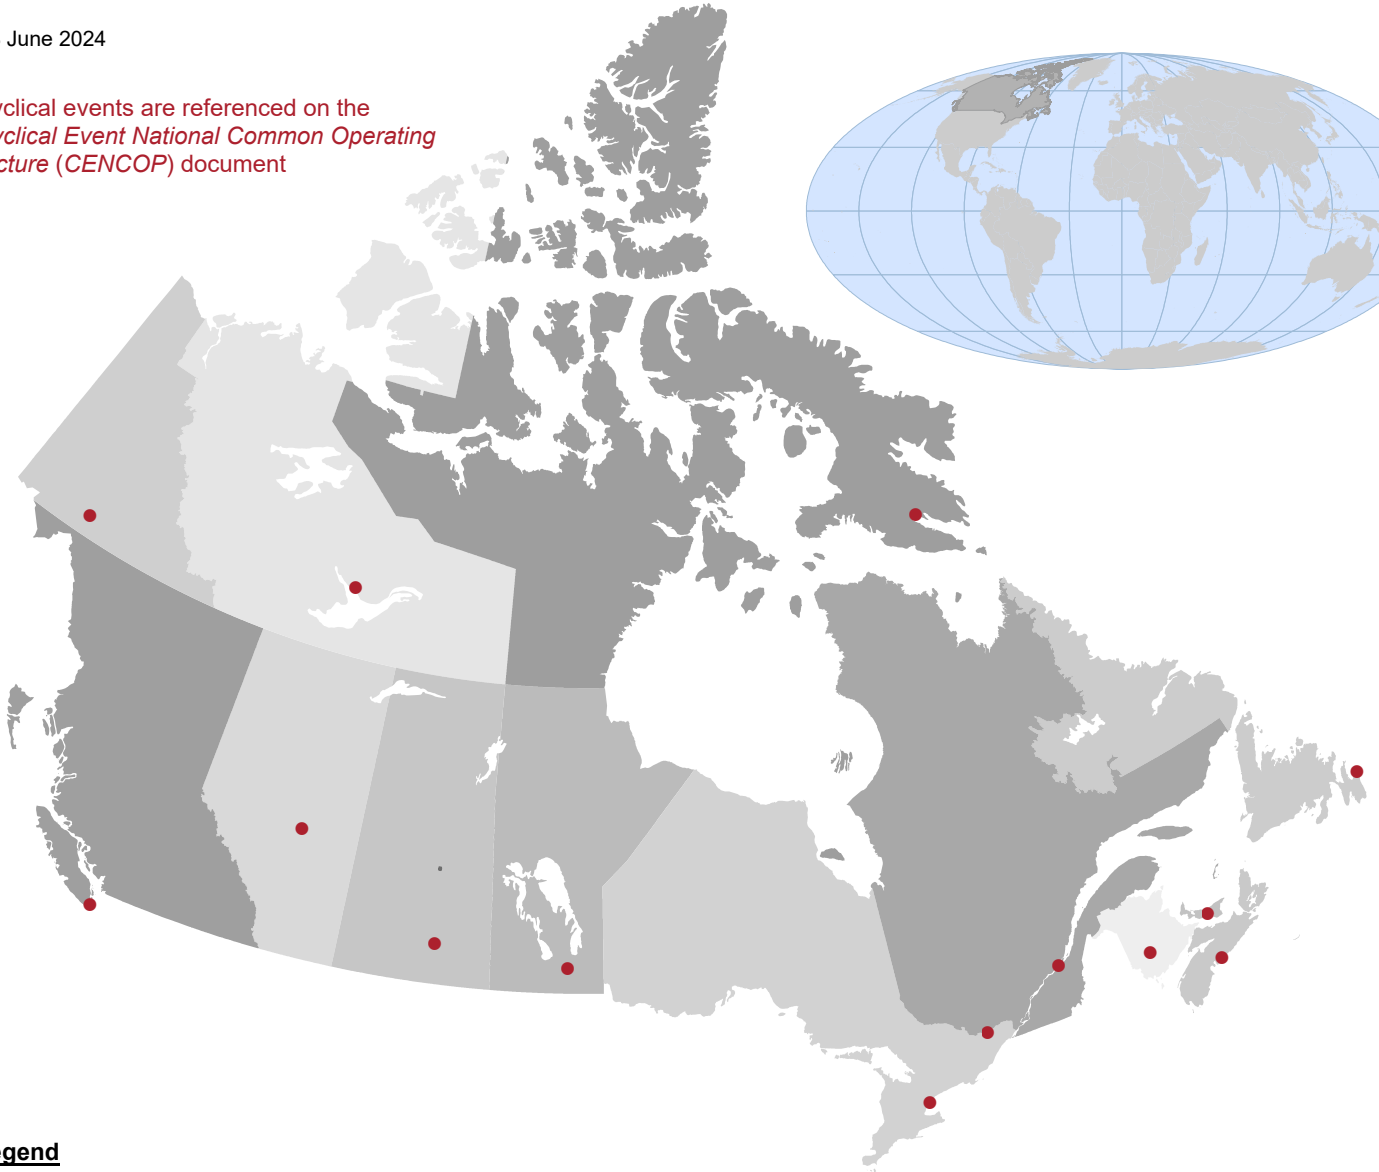 June 2024
yclical events are referenced on the
yclical Event National Common Operating
cture (CENCOP) document
egend